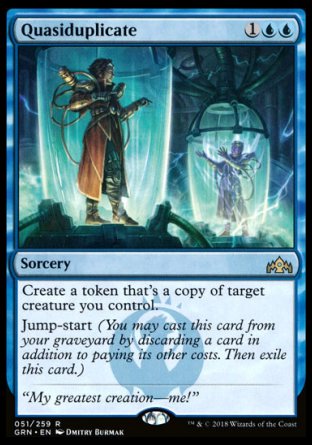 Quasiduplicate 1
Sorcery
Create a token that's a copy of target
creature you control.
Jump-start (You may cast this card from
your graveyard by discarding a card in
addition to paying its other costs. Then exile
this card.)
"My greatest creation—me!"
051/259 R
GRN • EN Dmitry Burmak
™ & © 2018 Wizards of the Coast